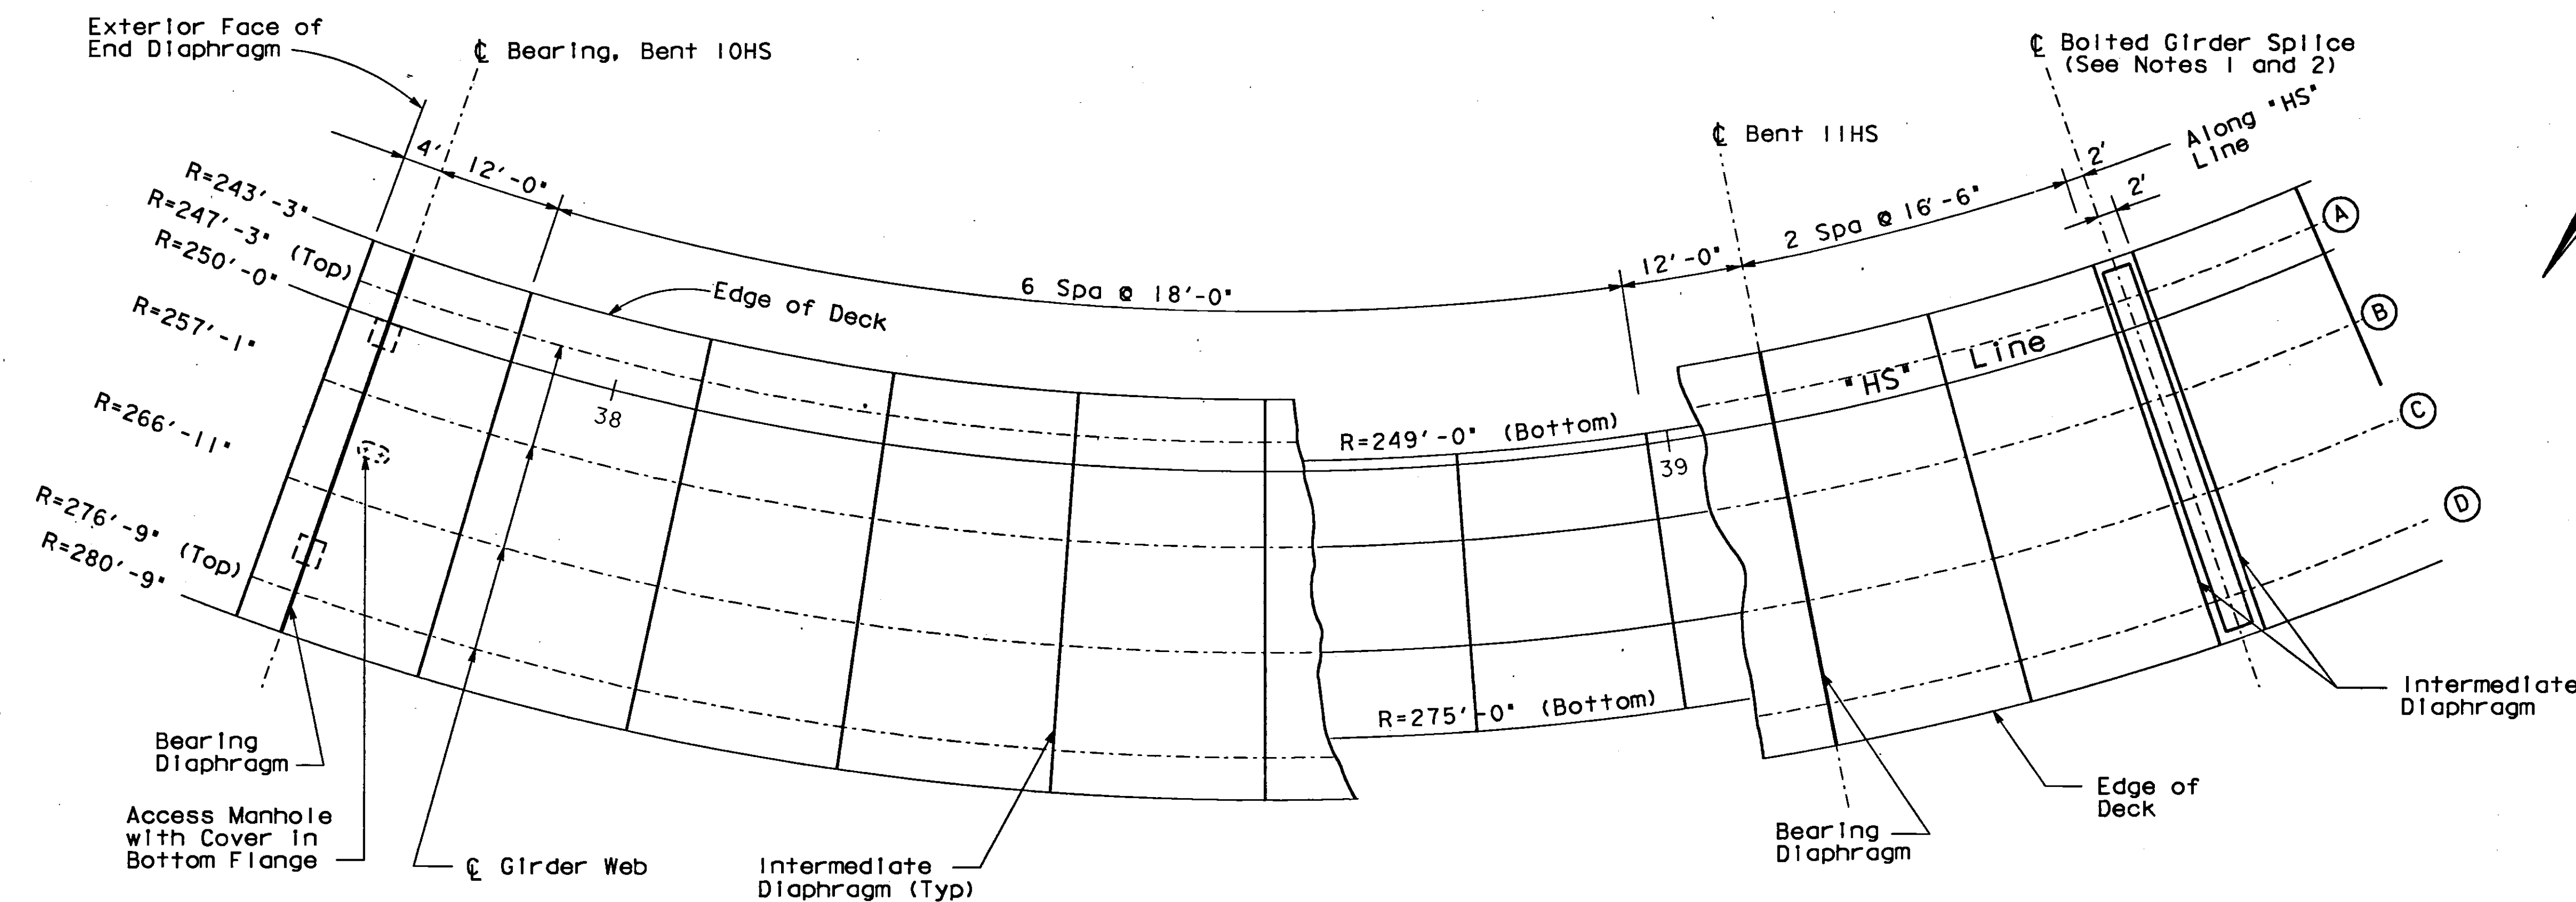 Exterior Face of
End Diaphragm
℄ Bearing, Bent 10HS
℄ Bolted Girder Splice
(See Notes 1 and 2)
Along "HS"
Line
℄ Bent 11HS
4'
12'-0"
6 Spa @ 18'-0"
12'-0"
2 Spa @ 16'-6"
2'
2'
R=243'-3"
R=247'-3" (Top)
R=250'-0"
R=257'-1"
R=266'-11"
R=276'-9" (Top)
R=280'-9"
Edge of Deck
38
R=249'-0" (Bottom)
39
"HS" Line
A
B
C
D
R=275'-0" (Bottom)
Intermediate
Diaphragm
Bearing
Diaphragm
Edge of
Deck
Access Manhole
with Cover in
Bottom Flange
℄ Girder Web
Intermediate
Diaphragm (Typ)
Bearing
Diaphragm